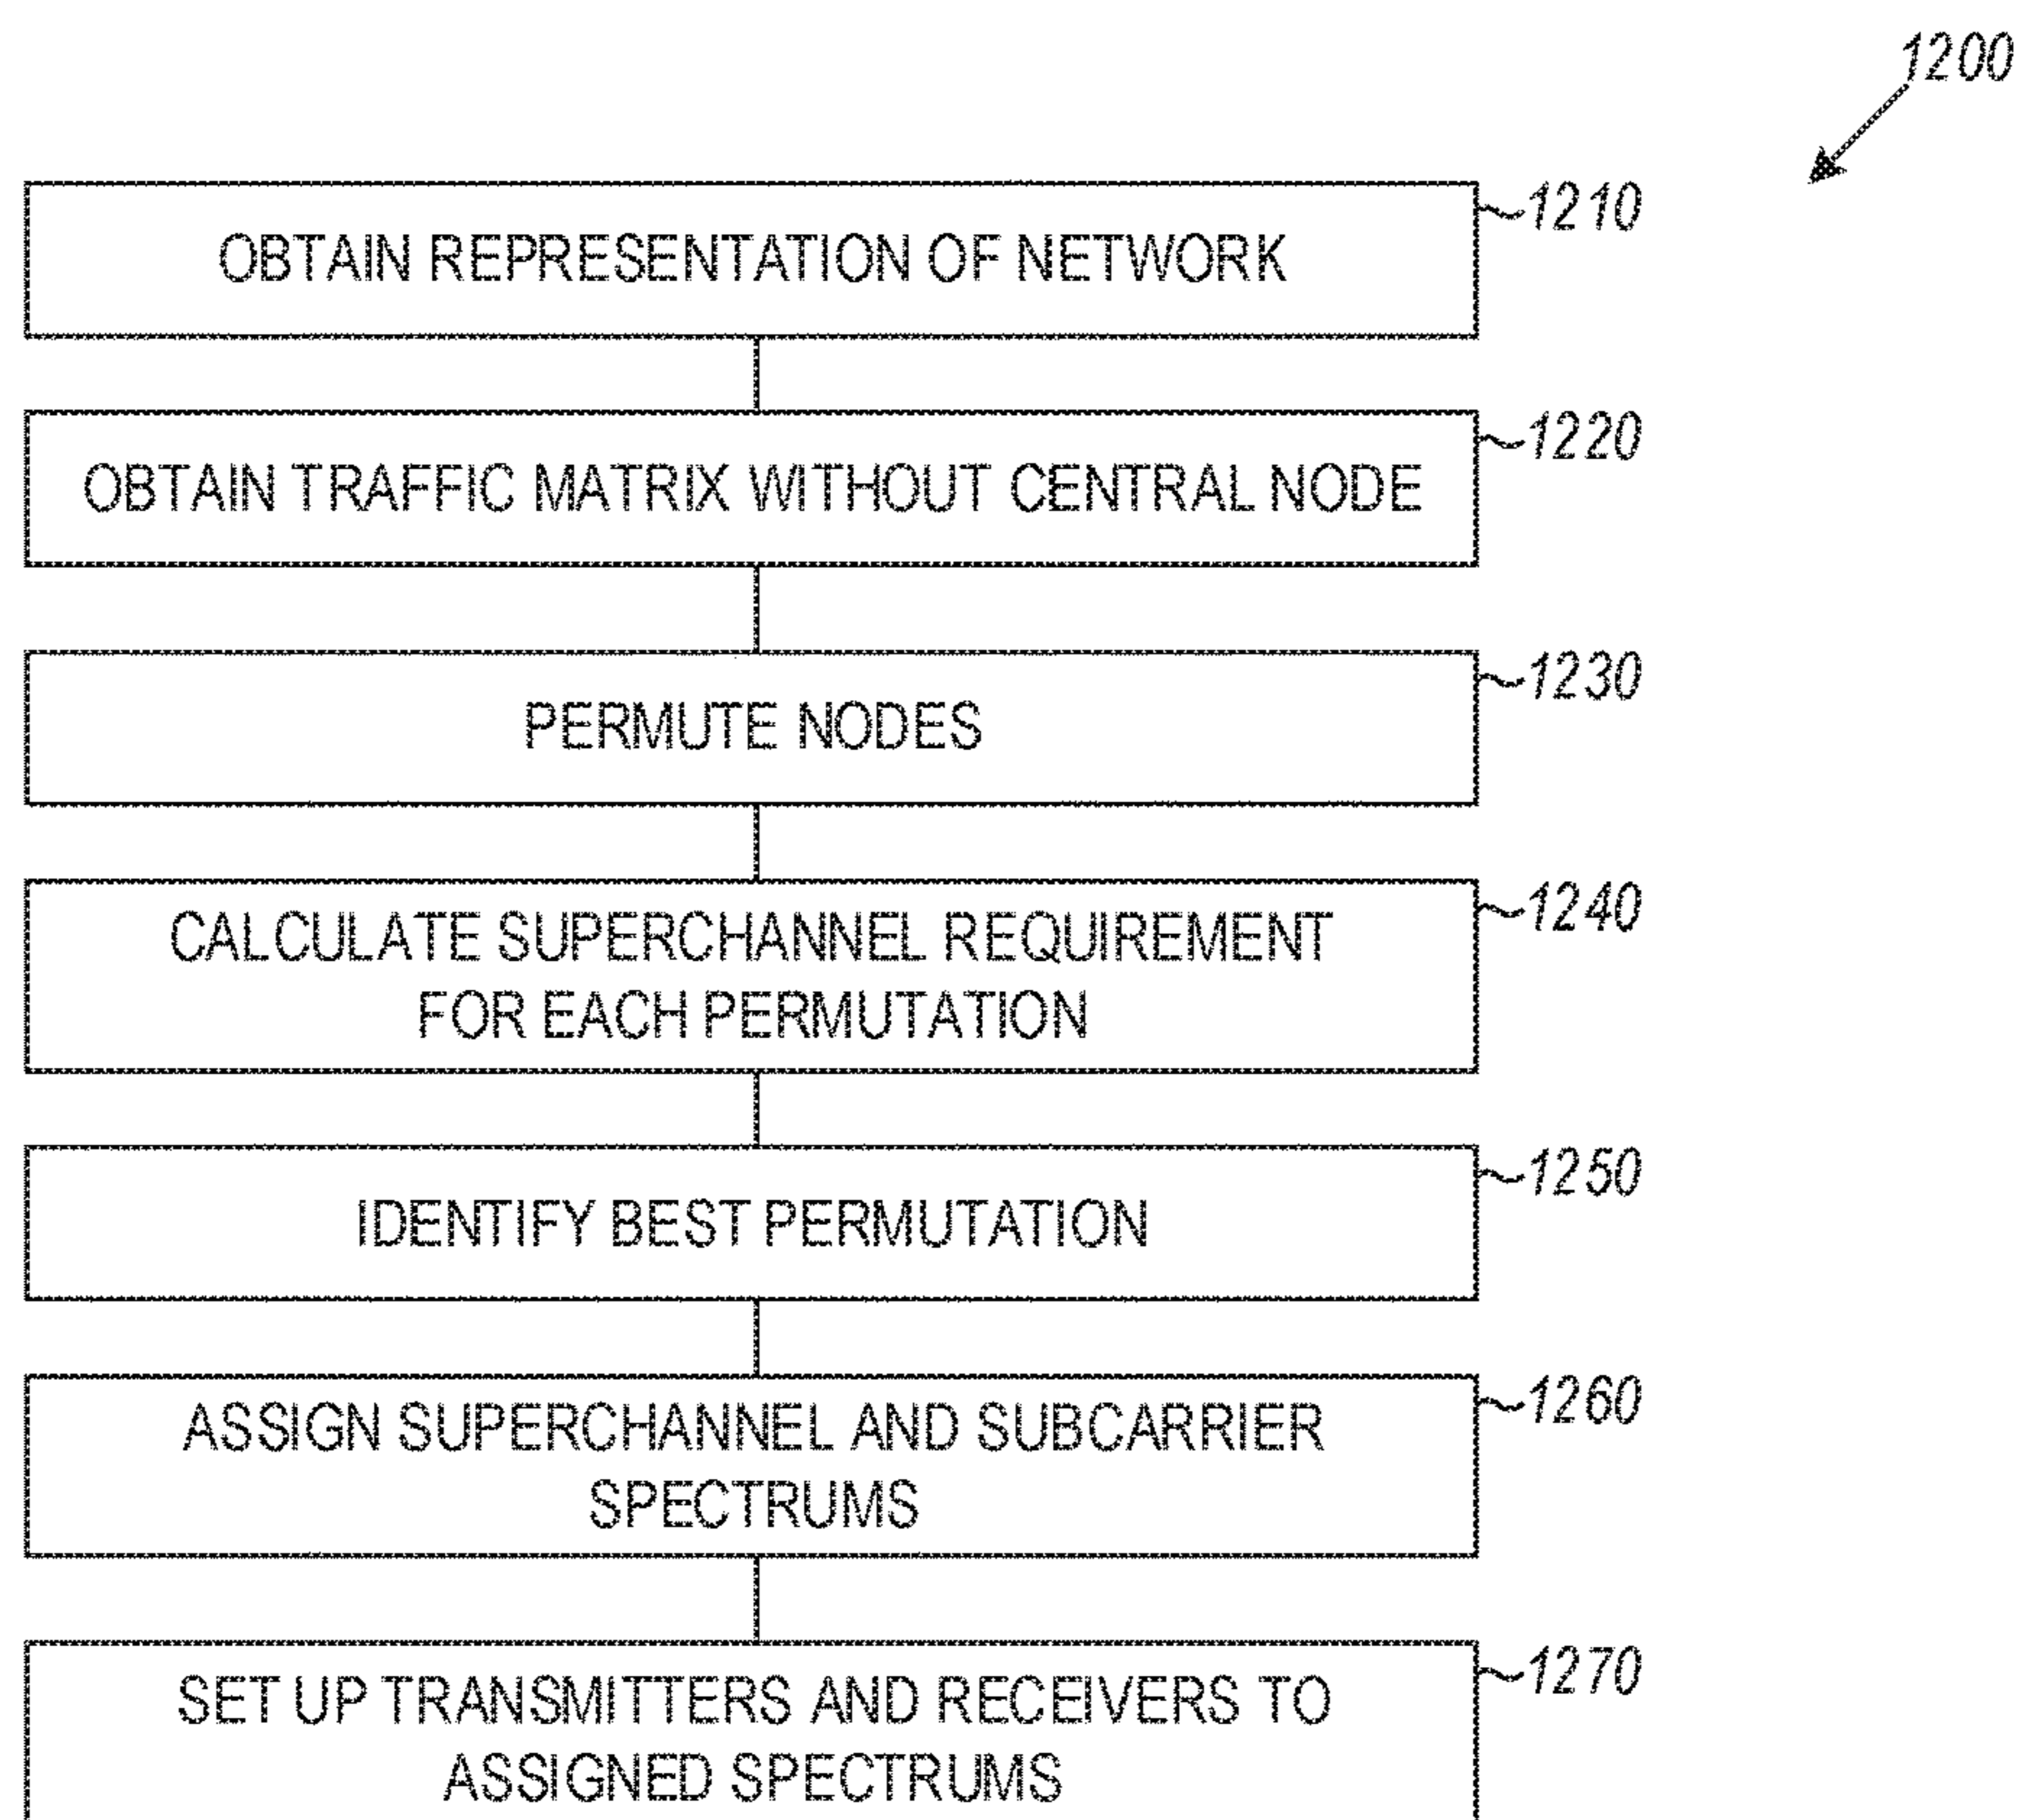 1200
1210
OBTAIN REPRESENTATION OF NETWORK
1220
OBTAIN TRAFFIC MATRIX WITHOUT CENTRAL NODE
1230
PERMUTE NODES
1240
CALCULATE SUPERCHANNEL REQUIREMENT
FOR EACH PERMUTATION
1250
IDENTIFY BEST PERMUTATION
1260
ASSIGN SUPERCHANNEL AND SUBCARRIER
SPECTRUMS
1270
SET UP TRANSMITTERS AND RECEIVERS TO
ASSIGNED SPECTRUMS